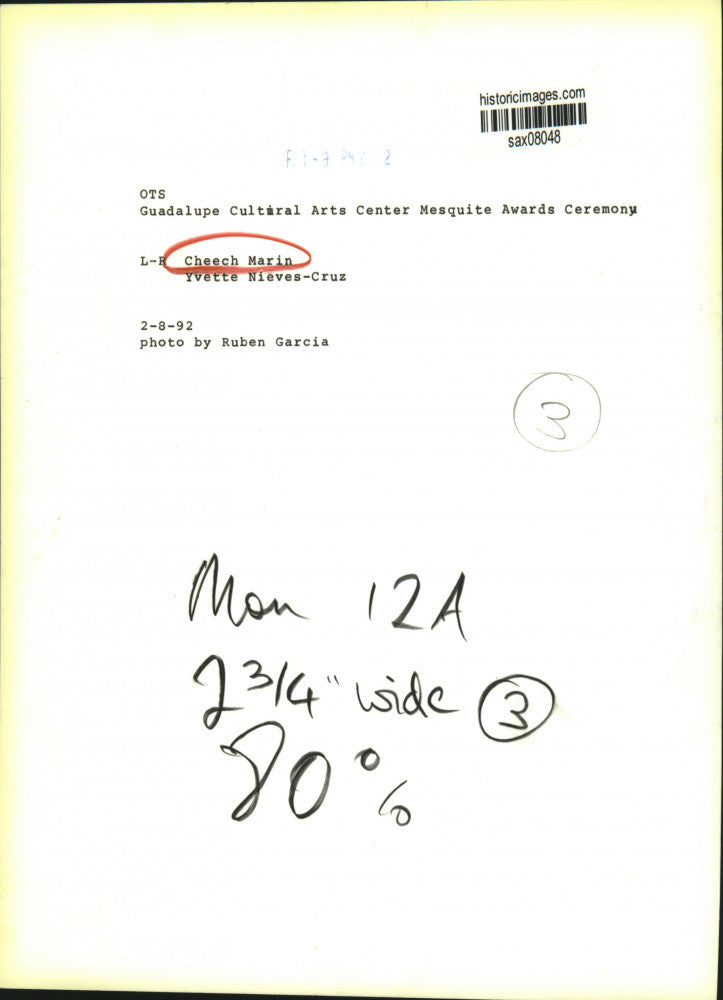 historicimages.com
sax08048
OTS
Guadalupe Cultural Arts Center Mesquite Awards Ceremony
L-R Cheech Marin
Yvette Nieves-Cruz
2-8-92
photo by Ruben Garcia
3
Mon 12A
2 3/4" wide 3
80%